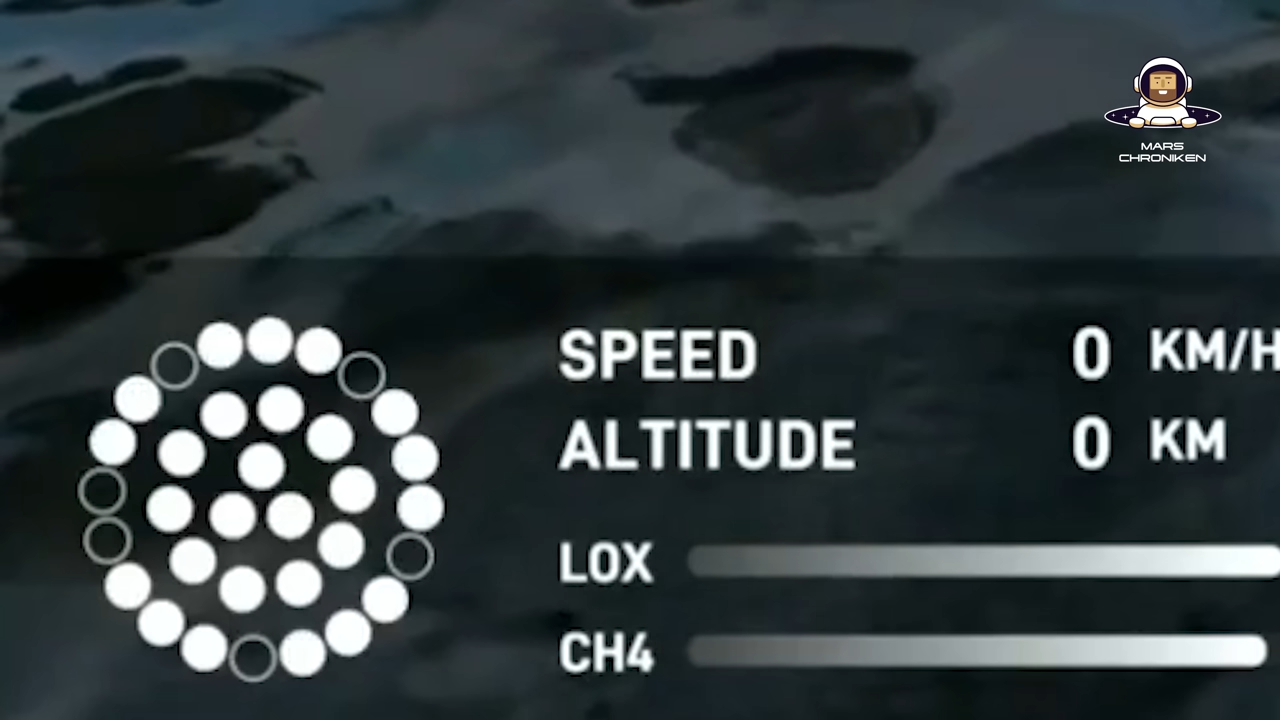 MARS
CHRONIKEN
SPEED 0 KM/H
ALTITUDE 0 KM
LOX
CH4